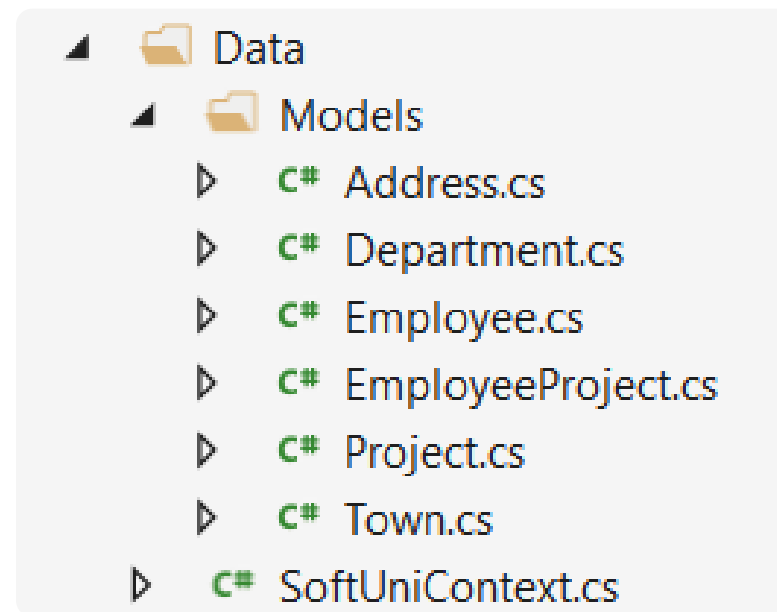 Data
Models
C# Address.cs
C# Department.cs
C# Employee.cs
C# EmployeeProject.cs
C# Project.cs
C# Town.cs
C# SoftUniContext.cs